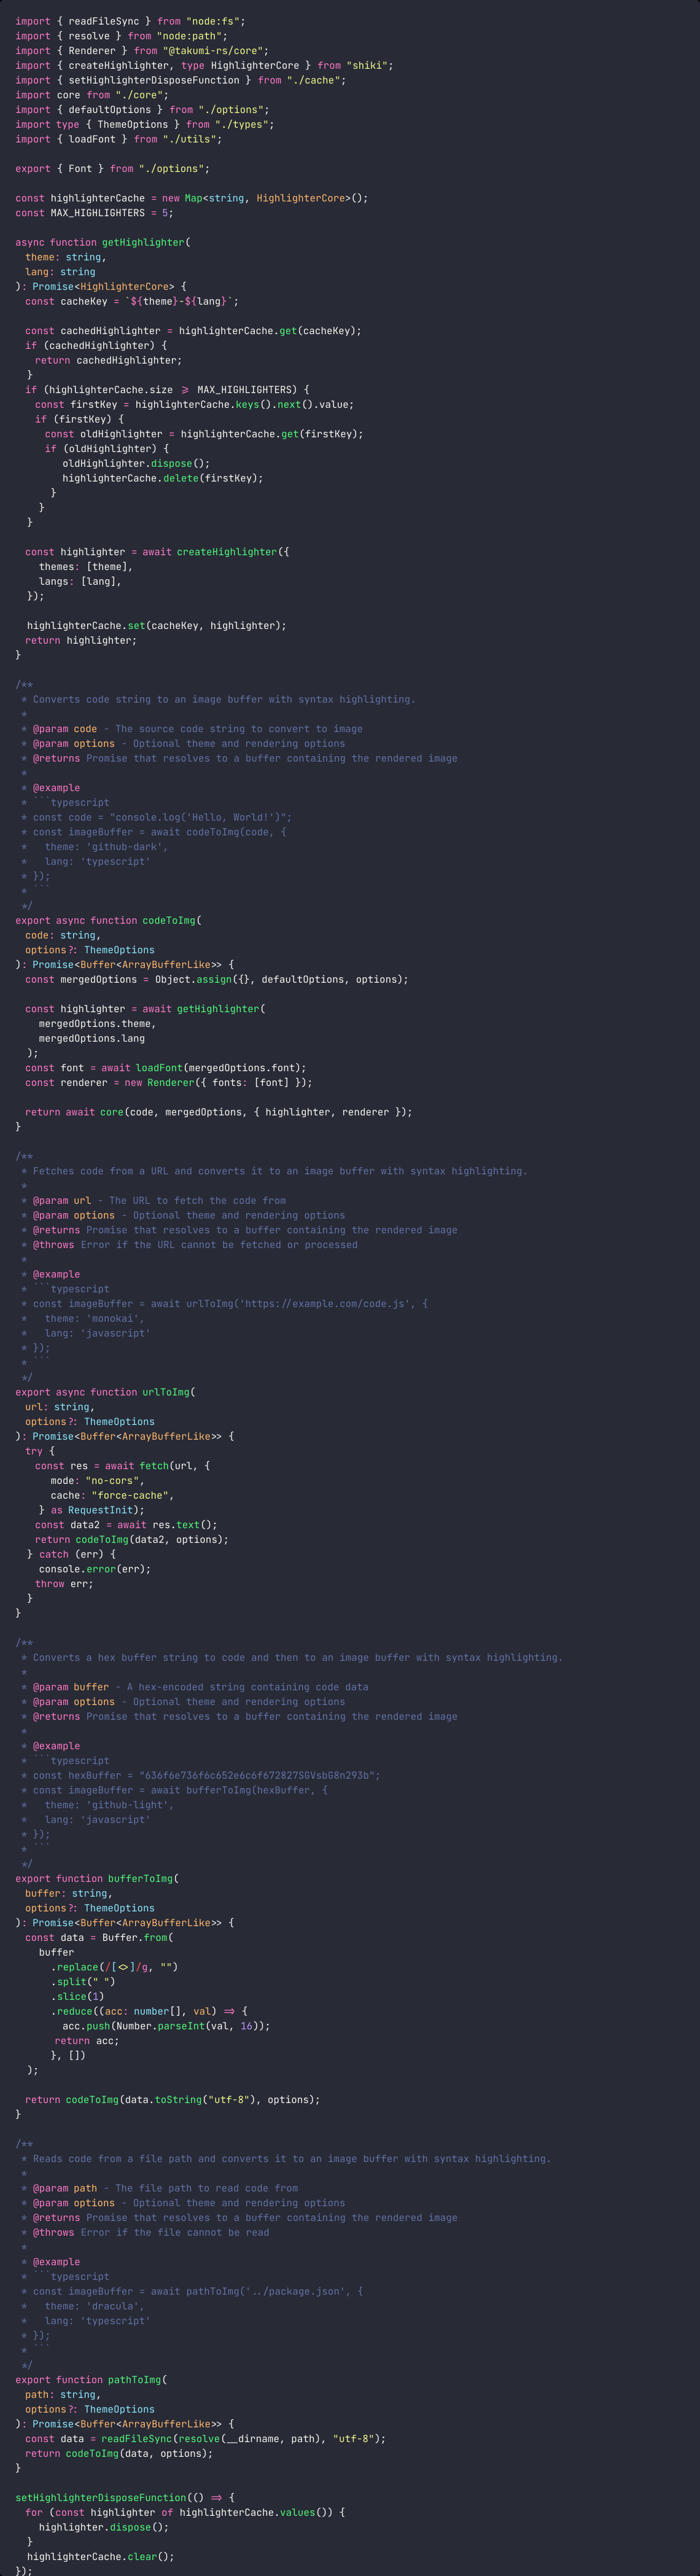 import { readFileSync } from "node:fs";
import { resolve } from "node:path";
import { Renderer } from "@takumi-rs/core";
import { createHighlighter, type HighlighterCore } from "shiki";
import { setHighlighterDisposeFunction } from "./cache";
import core from "./core";
import { defaultOptions } from "./options";
import type { ThemeOptions } from "./types";
import { loadFont } from "./utils";

export { Font } from "./options";

const highlighterCache = new Map<string, HighlighterCore>();
const MAX_HIGHLIGHTERS = 5;

async function getHighlighter(
  theme: string,
  lang: string
): Promise<HighlighterCore> {
  const cacheKey = `${theme}-${lang}`;

  const cachedHighlighter = highlighterCache.get(cacheKey);
  if (cachedHighlighter) {
    return cachedHighlighter;
  }
  if (highlighterCache.size >= MAX_HIGHLIGHTERS) {
    const firstKey = highlighterCache.keys().next().value;
    if (firstKey) {
      const oldHighlighter = highlighterCache.get(firstKey);
      if (oldHighlighter) {
        oldHighlighter.dispose();
        highlighterCache.delete(firstKey);
      }
    }
  }

  const highlighter = await createHighlighter({
    themes: [theme],
    langs: [lang],
  });

  highlighterCache.set(cacheKey, highlighter);
  return highlighter;
}

/**
 * Converts code string to an image buffer with syntax highlighting.
 *
 * @param code - The source code string to convert to image
 * @param options - Optional theme and rendering options
 * @returns Promise that resolves to a buffer containing the rendered image
 *
 * @example
 * ```typescript
 * const code = "console.log('Hello, World!')";
 * const imageBuffer = await codeToImg(code, {
 *   theme: 'github-dark',
 *   lang: 'typescript'
 * });
 * ```
 */
export async function codeToImg(
  code: string,
  options?: ThemeOptions
): Promise<Buffer<ArrayBufferLike>> {
  const mergedOptions = Object.assign({}, defaultOptions, options);

  const highlighter = await getHighlighter(
    mergedOptions.theme,
    mergedOptions.lang
  );
  const font = await loadFont(mergedOptions.font);
  const renderer = new Renderer({ fonts: [font] });

  return await core(code, mergedOptions, { highlighter, renderer });
}

/**
 * Fetches code from a URL and converts it to an image buffer with syntax highlighting.
 *
 * @param url - The URL to fetch the code from
 * @param options - Optional theme and rendering options
 * @returns Promise that resolves to a buffer containing the rendered image
 * @throws Error if the URL cannot be fetched or processed
 *
 * @example
 * ```typescript
 * const imageBuffer = await urlToImg('https://example.com/code.js', {
 *   theme: 'monokai',
 *   lang: 'javascript'
 * });
 * ```
 */
export async function urlToImg(
  url: string,
  options?: ThemeOptions
): Promise<Buffer<ArrayBufferLike>> {
  try {
    const res = await fetch(url, {
      mode: "no-cors",
      cache: "force-cache",
    } as RequestInit);
    const data2 = await res.text();
    return codeToImg(data2, options);
  } catch (err) {
    console.error(err);
    throw err;
  }
}

/**
 * Converts a hex buffer string to code and then to an image buffer with syntax highlighting.
 *
 * @param buffer - A hex-encoded string containing code data
 * @param options - Optional theme and rendering options
 * @returns Promise that resolves to a buffer containing the rendered image
 *
 * @example
 * ```typescript
 * const hexBuffer = "636f6e736f6c652e6c6f672827SGVsbG8n293b";
 * const imageBuffer = await bufferToImg(hexBuffer, {
 *   theme: 'github-light',
 *   lang: 'javascript'
 * });
 * ```
 */
export function bufferToImg(
  buffer: string,
  options?: ThemeOptions
): Promise<Buffer<ArrayBufferLike>> {
  const data = Buffer.from(
    buffer
      .replace(/[<>]/g, "")
      .split(" ")
      .slice(1)
      .reduce((acc: number[], val) => {
        acc.push(Number.parseInt(val, 16));
        return acc;
      }, [])
  );

  return codeToImg(data.toString("utf-8"), options);
}

/**
 * Reads code from a file path and converts it to an image buffer with syntax highlighting.
 *
 * @param path - The file path to read code from
 * @param options - Optional theme and rendering options
 * @returns Promise that resolves to a buffer containing the rendered image
 * @throws Error if the file cannot be read
 *
 * @example
 * ```typescript
 * const imageBuffer = await pathToImg('../package.json', {
 *   theme: 'dracula',
 *   lang: 'typescript'
 * });
 * ```
 */
export function pathToImg(
  path: string,
  options?: ThemeOptions
): Promise<Buffer<ArrayBufferLike>> {
  const data = readFileSync(resolve(__dirname, path), "utf-8");
  return codeToImg(data, options);
}

setHighlighterDisposeFunction(() => {
  for (const highlighter of highlighterCache.values()) {
    highlighter.dispose();
  }
  highlighterCache.clear();
});